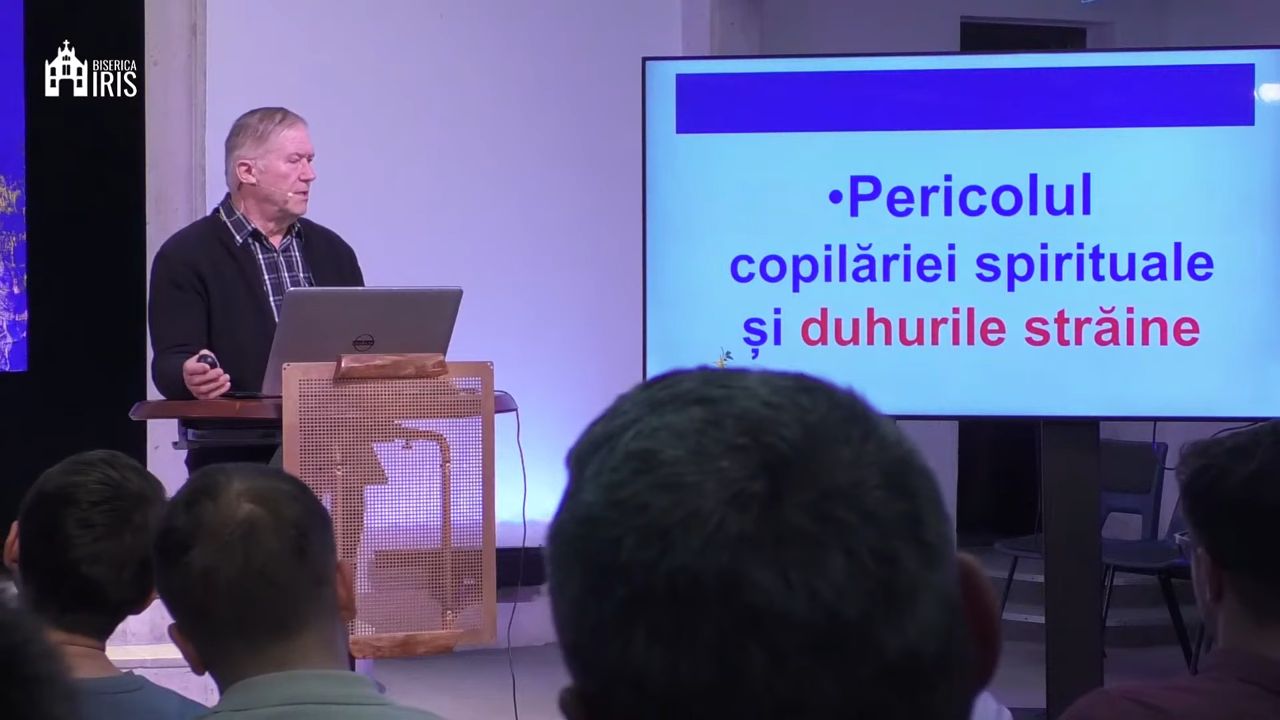 BISERICA
IRIS
•Pericolul
copilăriei spirituale
și duhurile străine